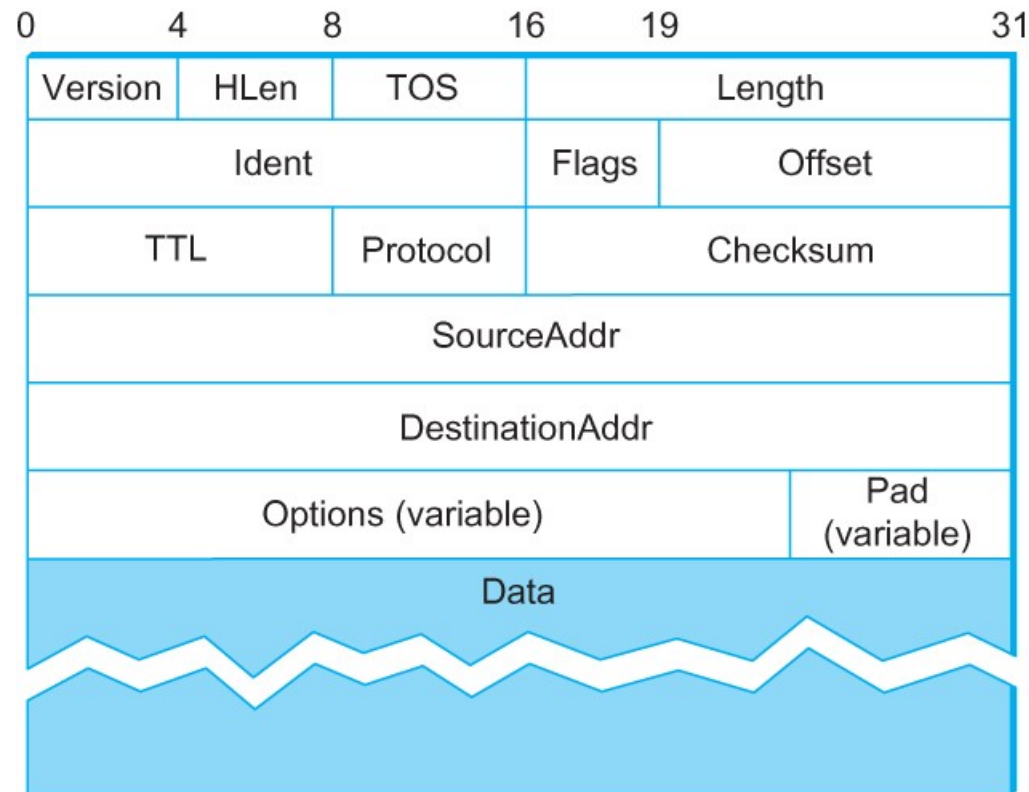 0 4 8 16 19 31
Version HLen TOS Length
Ident Flags Offset
TTL Protocol Checksum
SourceAddr
DestinationAddr
Options (variable) Pad
(variable)
Data